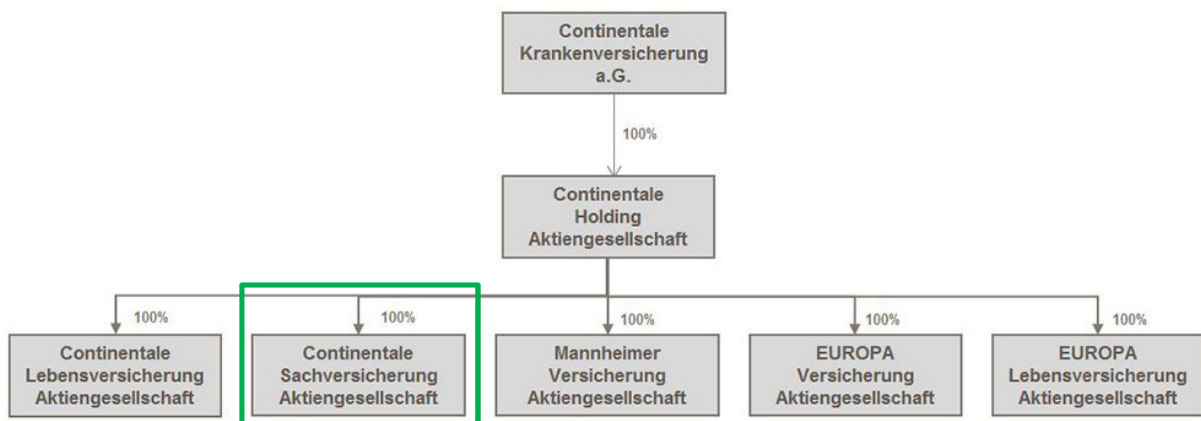 Continentale
Krankenversicherung
a.G.
100%
Continentale
Holding
Aktiengesellschaft
100%
100%
100%
100%
100%
Continentale
Lebensversicherung
Aktiengesellschaft
Continentale
Sachversicherung
Aktiengesellschaft
Mannheimer
Versicherung
Aktiengesellschaft
EUROPA
Versicherung
Aktiengesellschaft
EUROPA
Lebensversicherung
Aktiengesellschaft